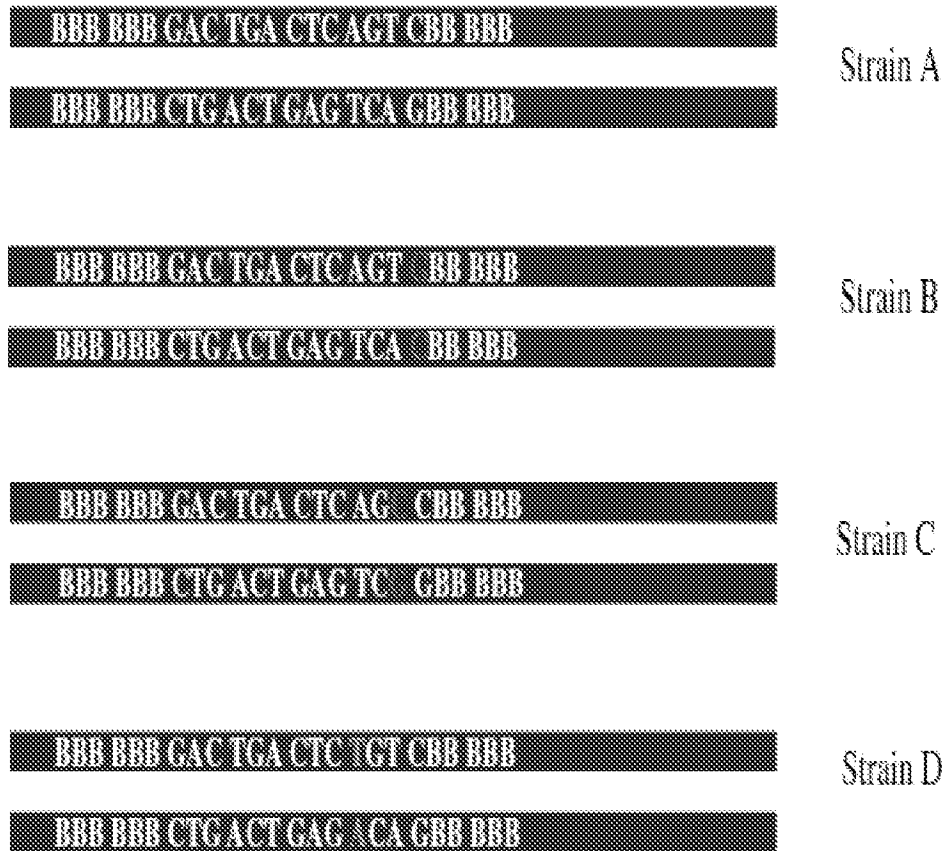 BBB BBB GAC TGA CTC AGT CBB BBB
Strain A
BBB BBB CTG ACT GAG TCA GBB BBB
BBB BBB GAC TGA CTC AGT BB BBB
Strain B
BBB BBB CTG ACT GAG TCA BB BBB
BBB BBB GAC TGA CTC AG CBB BBB
Strain C
BBB BBB CTG ACT GAG TC GBB BBB
BBB BBB GAC TGA CTC GT CBB BBB
Strain D
BBB BBB CTG ACT GAG CA GBB BBB